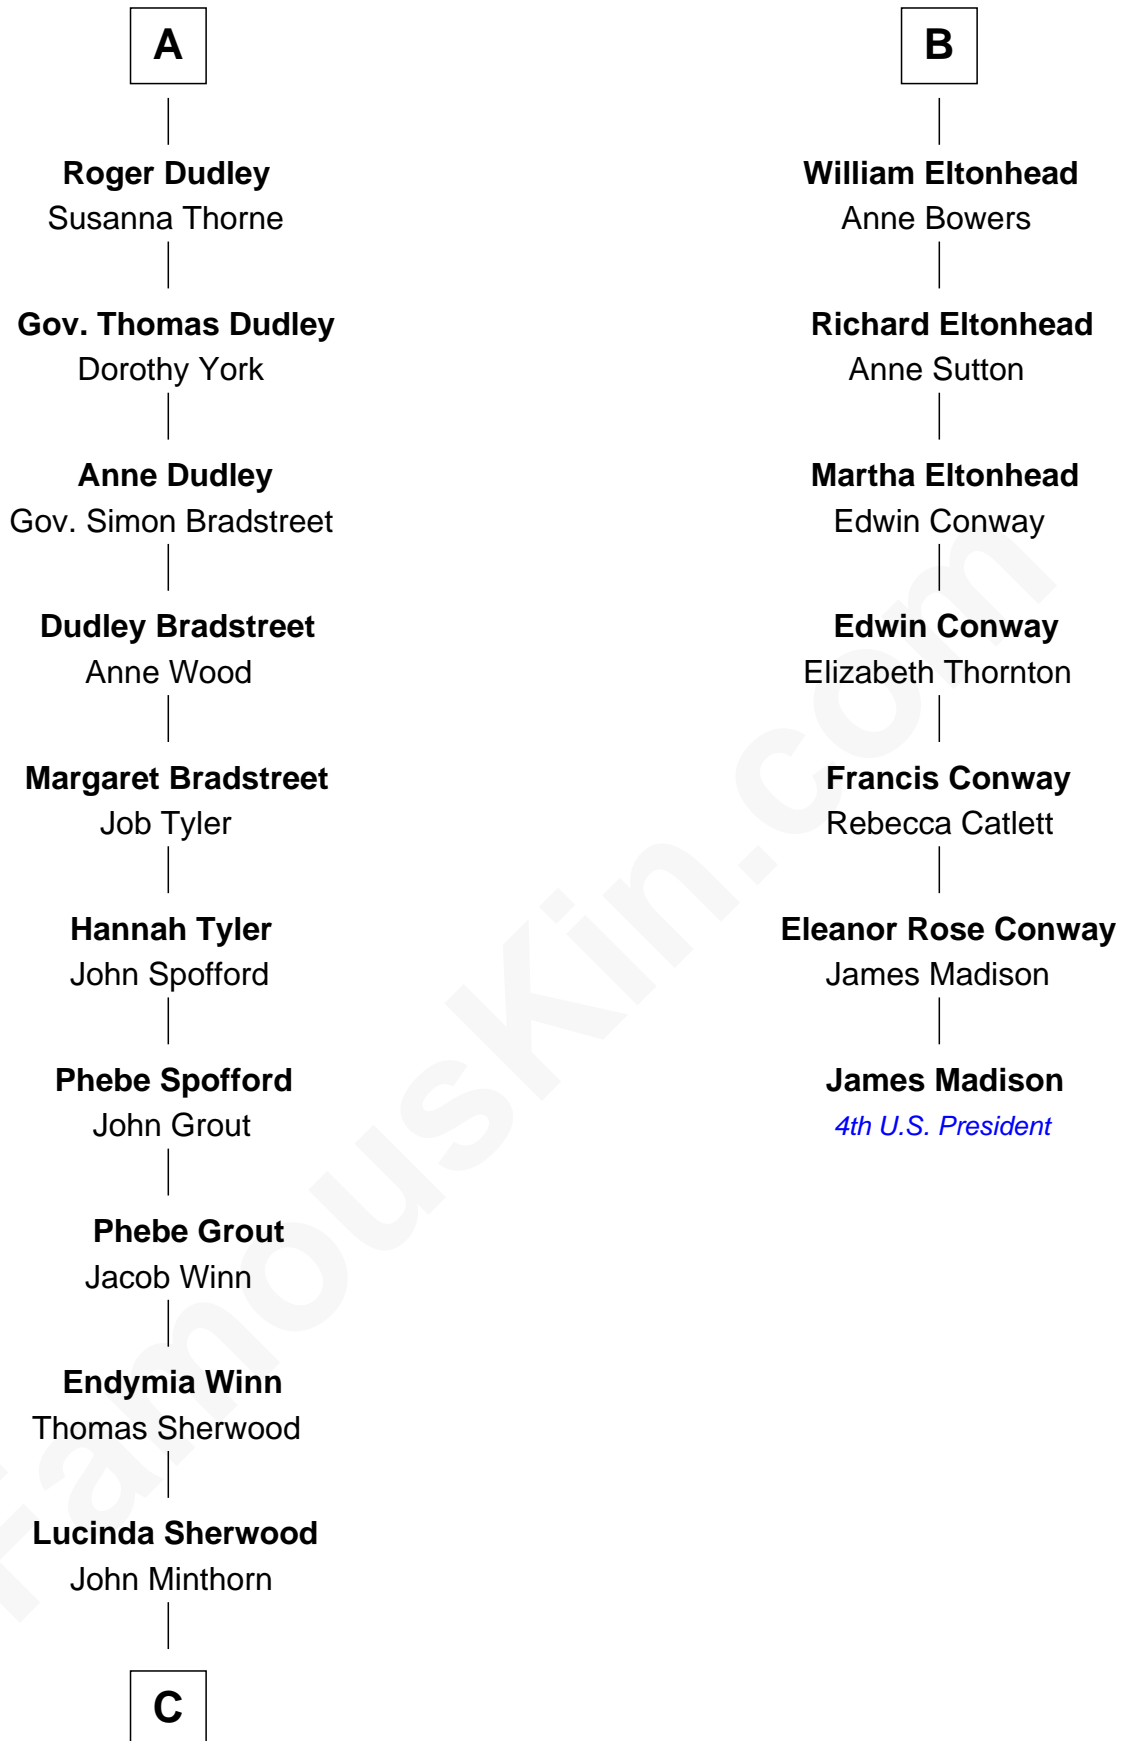 A
Roger Dudley
Susanna Thorne
Gov. Thomas Dudley
Dorothy York
Anne Dudley
Gov. Simon Bradstreet
Dudley Bradstreet
Anne Wood
Margaret Bradstreet
Job Tyler
Hannah Tyler
John Spofford
Phebe Spofford
John Grout
Phebe Grout
Jacob Winn
Endymia Winn
Thomas Sherwood
Lucinda Sherwood
John Minthorn
C
B
William Eltonhead
Anne Bowers
Richard Eltonhead
Anne Sutton
Martha Eltonhead
Edwin Conway
Edwin Conway
Elizabeth Thornton
Francis Conway
Rebecca Catlett
Eleanor Rose Conway
James Madison
James Madison
4th U.S. President
FamousKin.com